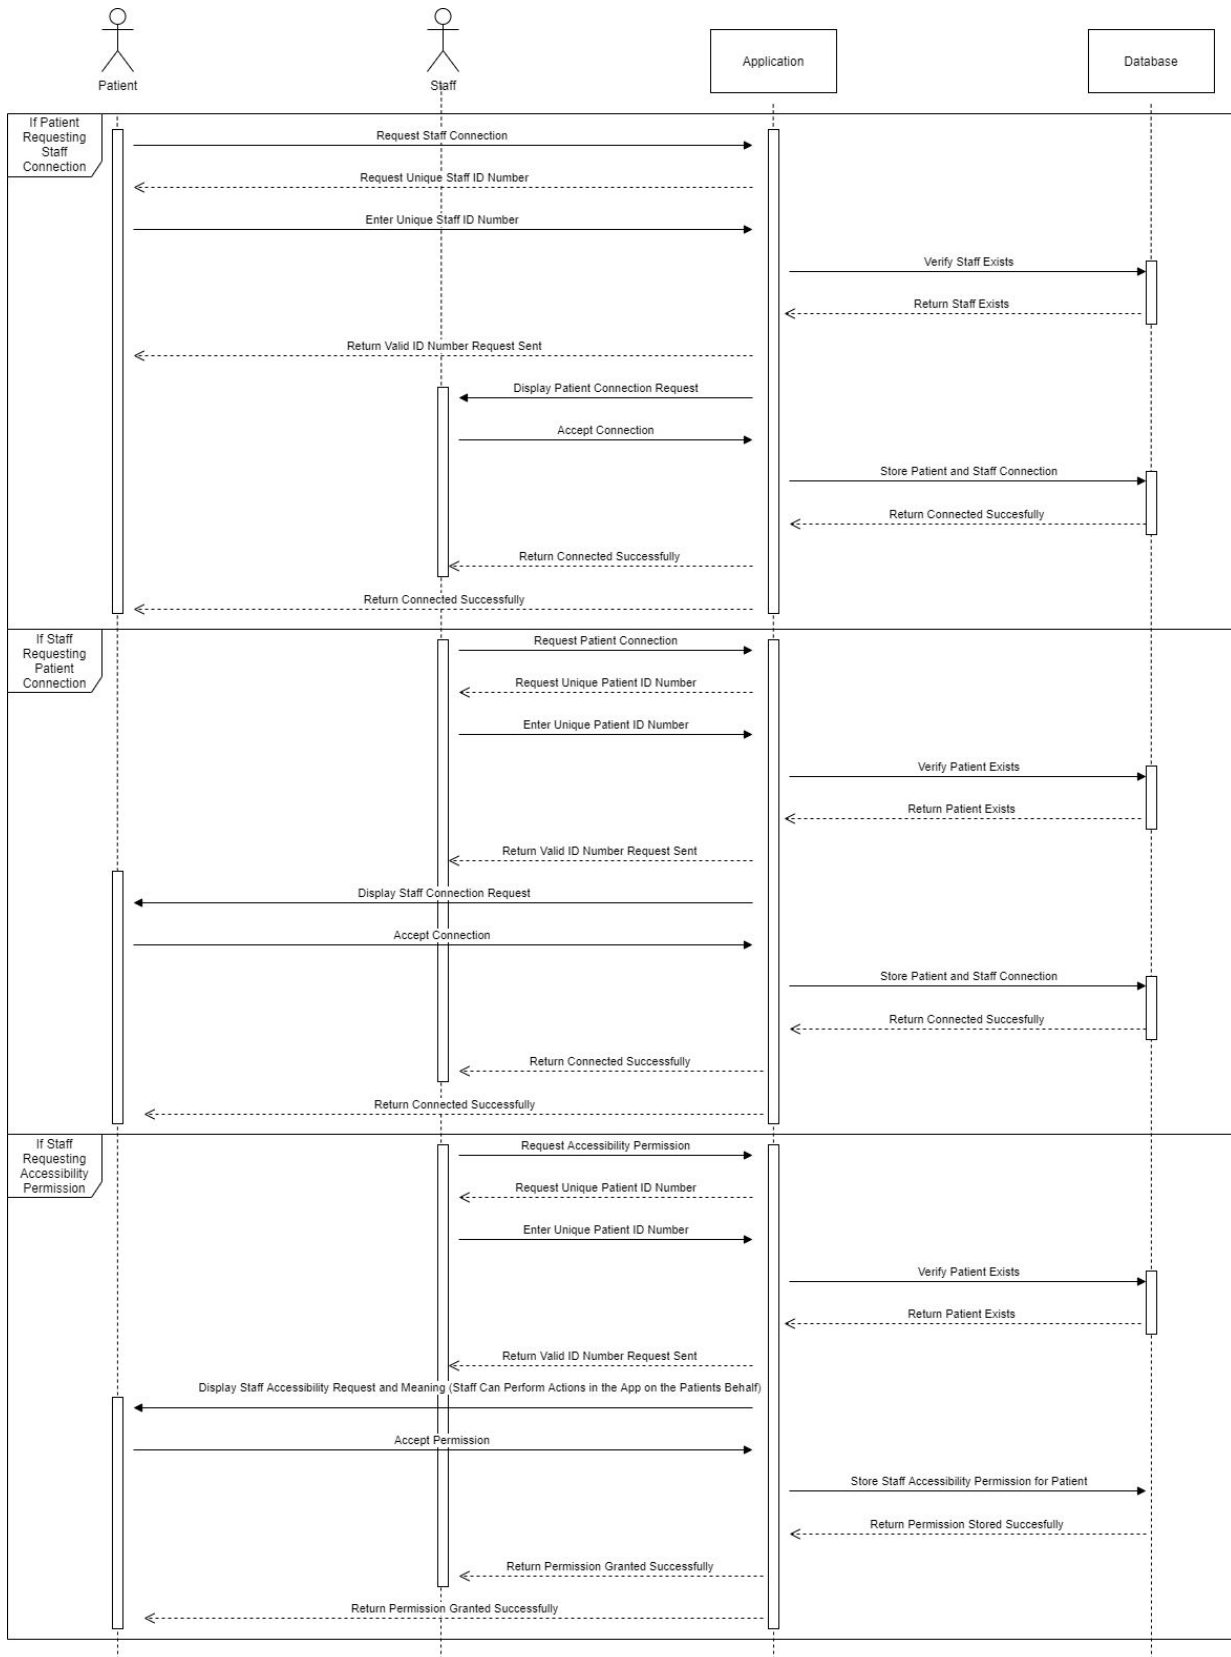 Patient
Staff
Application
Database
If Patient
Requesting
Staff
Connection
Request Staff Connection
Request Unique Staff ID Number
Enter Unique Staff ID Number
Verify Staff Exists
Return Staff Exists
Return Valid ID Number Request Sent
Display Patient Connection Request
Accept Connection
Store Patient and Staff Connection
Return Connected Succesfully
Return Connected Successfully
Return Connected Successfully
If Staff
Requesting
Patient
Connection
Request Patient Connection
Request Unique Patient ID Number
Enter Unique Patient ID Number
Verify Patient Exists
Return Patient Exists
Return Valid ID Number Request Sent
Display Staff Connection Request
Accept Connection
Store Patient and Staff Connection
Return Connected Succesfully
Return Connected Successfully
Return Connected Successfully
If Staff
Requesting
Accessibility
Permission
Request Accessibility Permission
Request Unique Patient ID Number
Enter Unique Patient ID Number
Verify Patient Exists
Return Patient Exists
Return Valid ID Number Request Sent
Display Staff Accessibility Request and Meaning (Staff Can Perform Actions in the App on the Patients Behalf)
Accept Permission
Store Staff Accessibility Permission for Patient
Return Permission Stored Succesfully
Return Permission Granted Successfully
Return Permission Granted Successfully